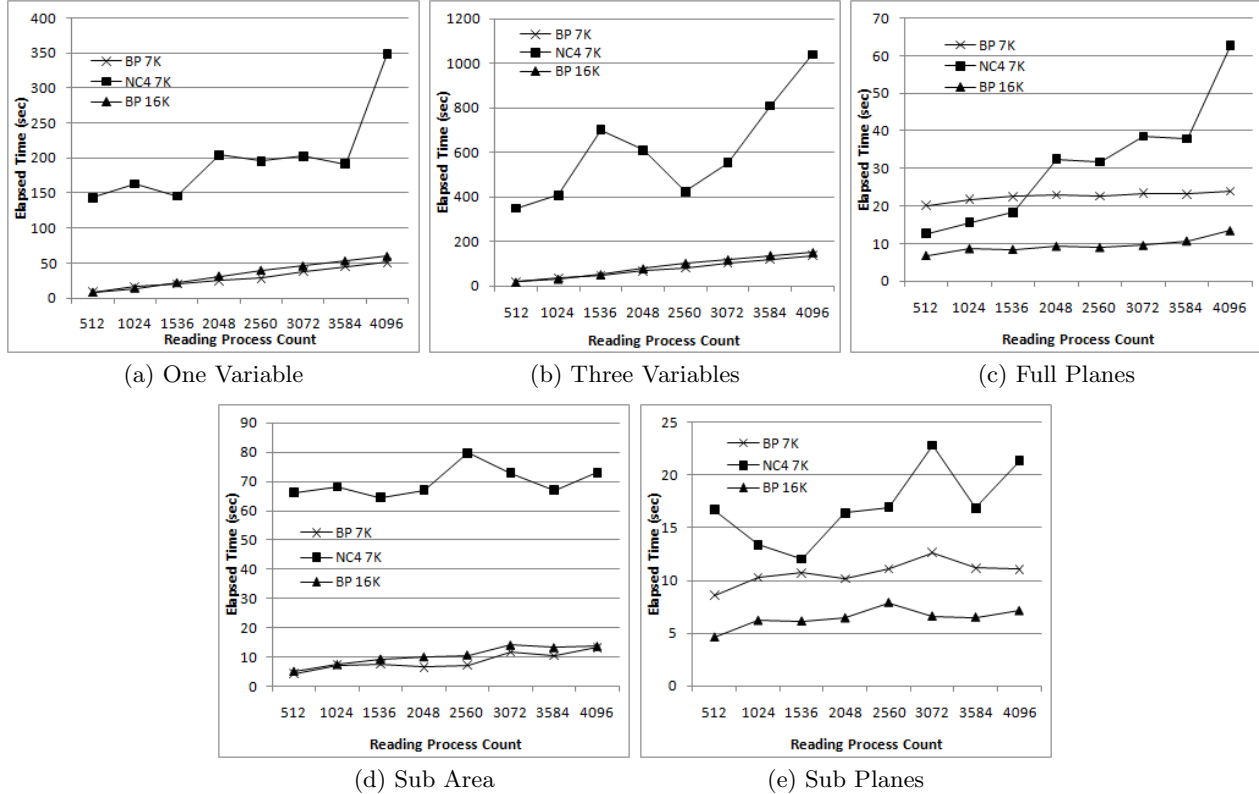 400
350
300
250
200
150
100
50
0
Elapsed Time (sec)
BP 7K
NC4 7K
BP 16K
512 1024 1536 2048 2560 3072 3584 4096
Reading Process Count
(a) One Variable
1200
1000
800
600
400
200
0
Elapsed Time (sec)
BP 7K
NC4 7K
BP 16K
512 1024 1536 2048 2560 3072 3584 4096
Reading Process Count
(b) Three Variables
70
60
50
40
30
20
10
0
Elapsed Time (sec)
BP 7K
NC4 7K
BP 16K
512 1024 1536 2048 2560 3072 3584 4096
Reading Process Count
(c) Full Planes
90
80
70
60
50
40
30
20
10
0
Elapsed Time (sec)
BP 7K
NC4 7K
BP 16K
512 1024 1536 2048 2560 3072 3584 4096
Reading Process Count
(d) Sub Area
25
20
15
10
5
0
Elapsed Time (sec)
BP 7K
NC4 7K
BP 16K
512 1024 1536 2048 2560 3072 3584 4096
Reading Process Count
(e) Sub Planes